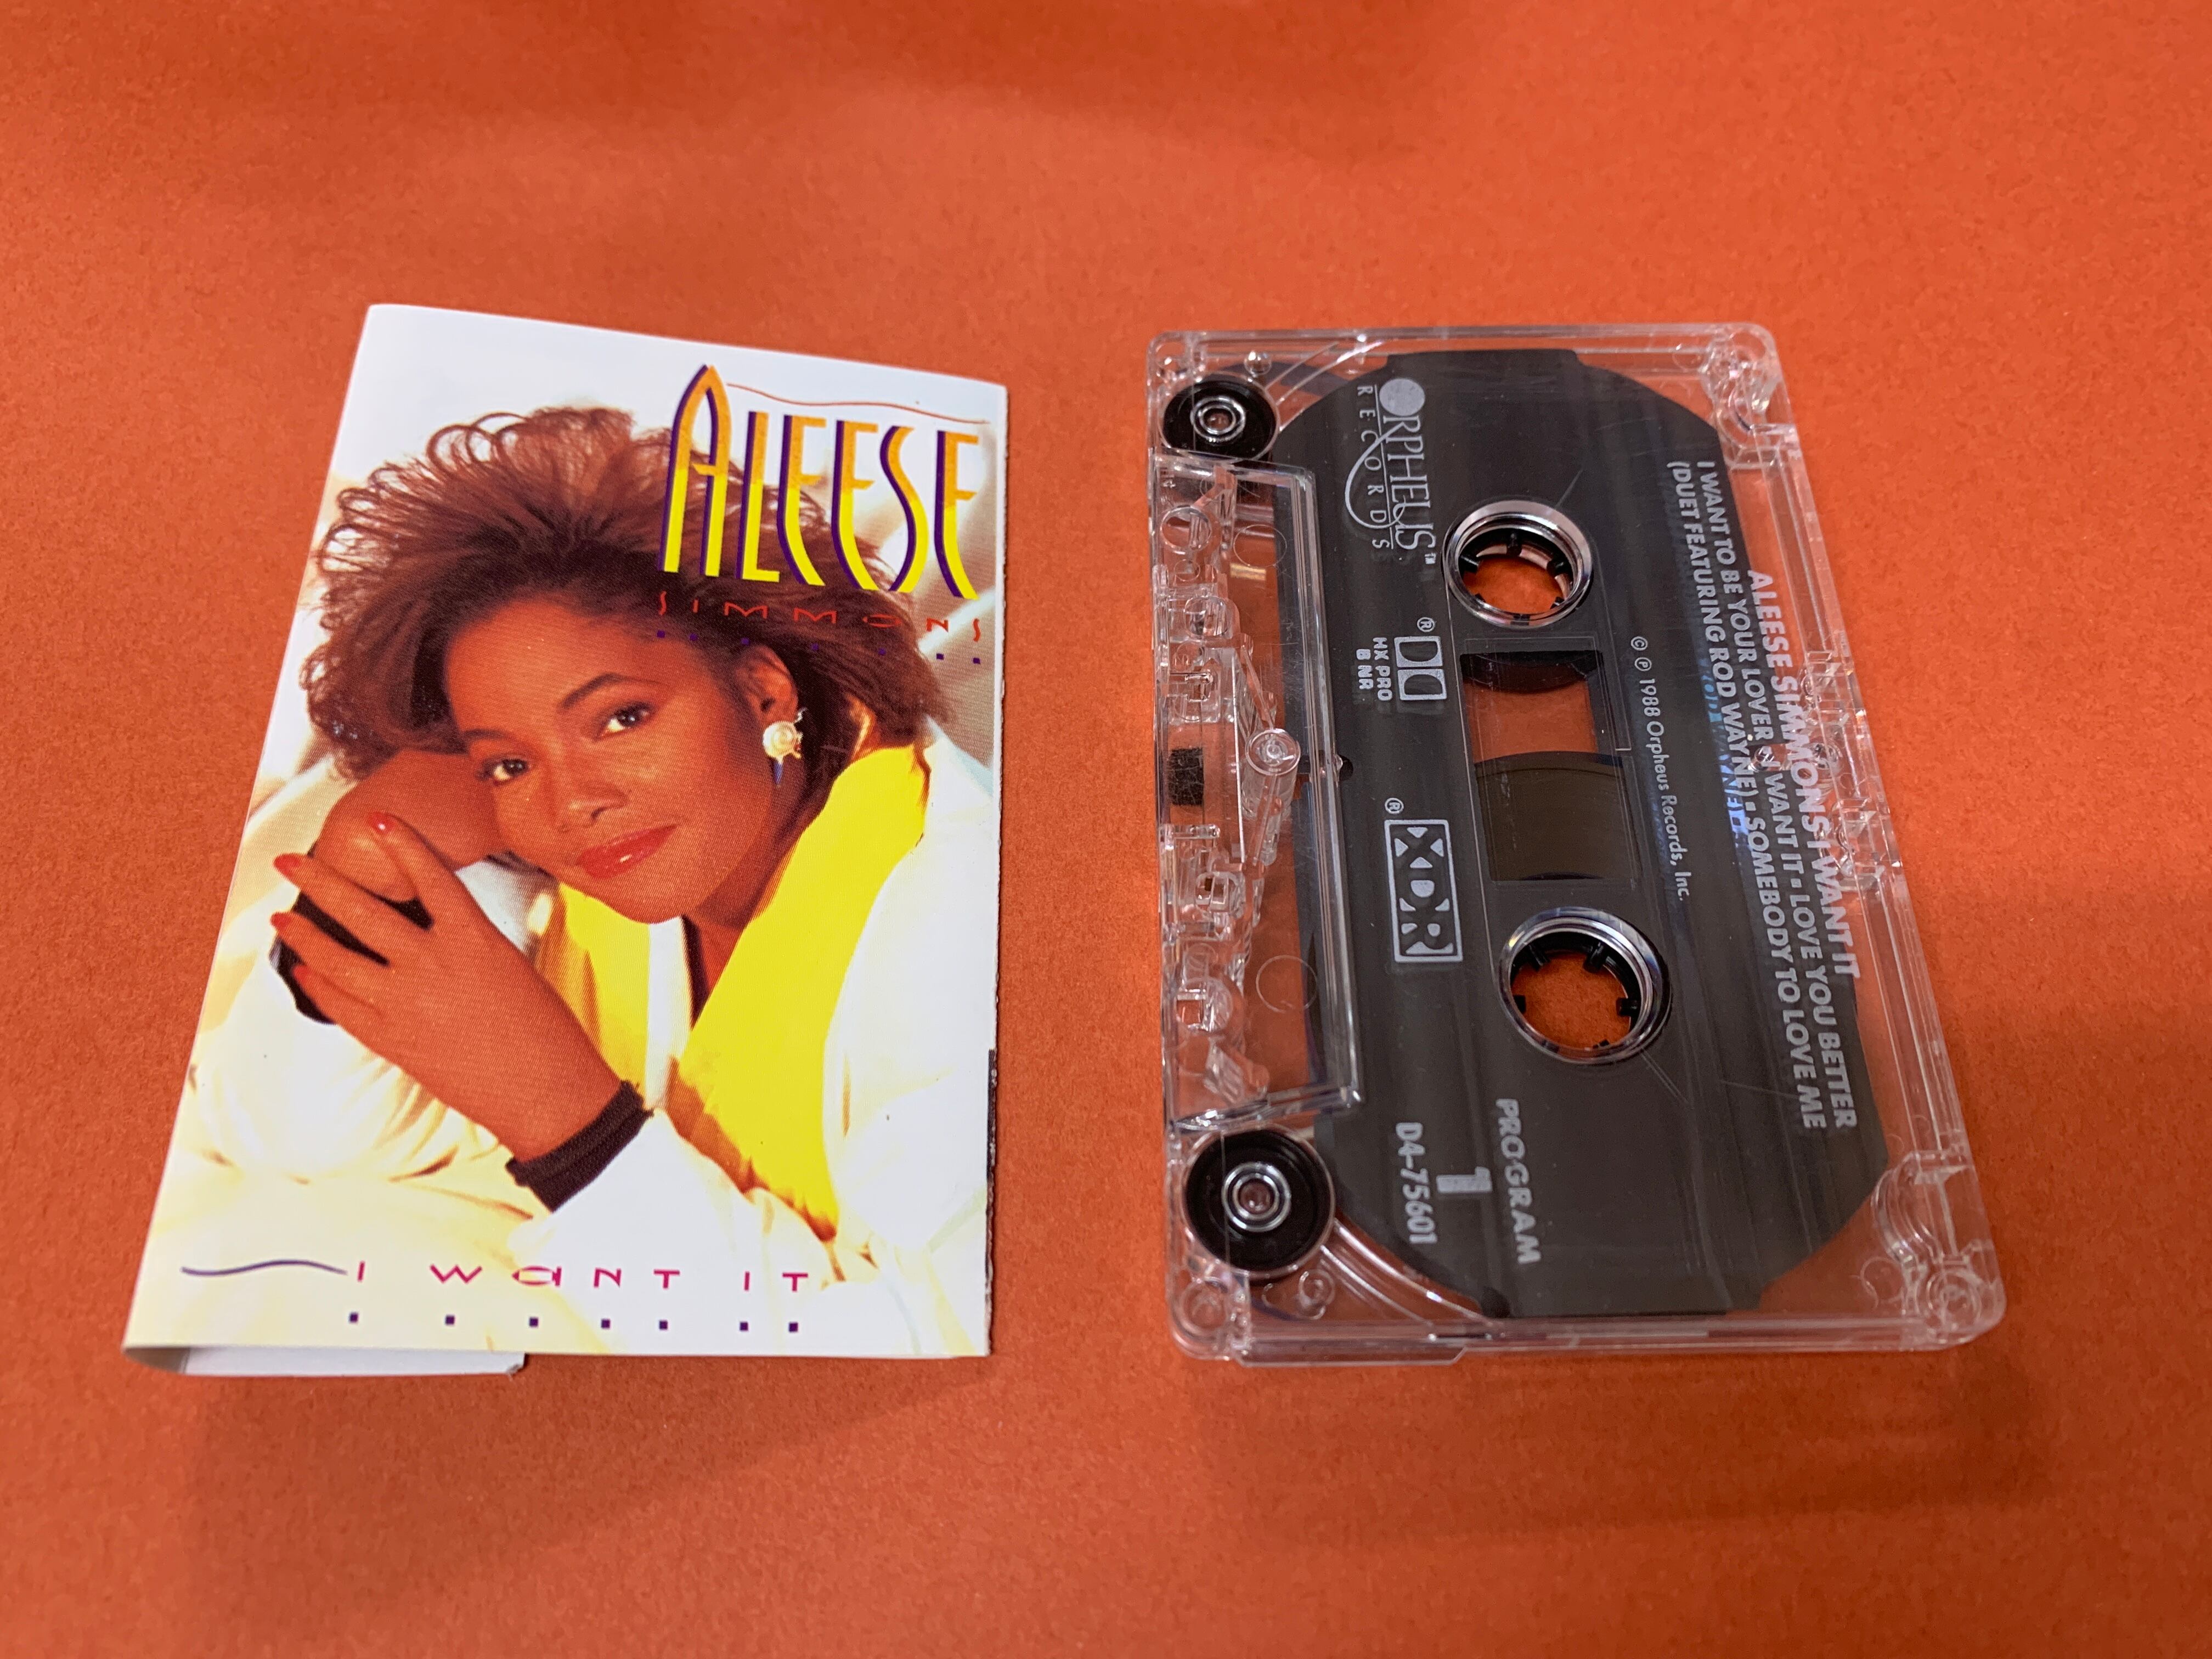 ALEESE
SIMMONS
I WANT IT
ALEESE SIMMONS I WANT IT
I WANT TO BE YOUR LOVER ▪ I WANT IT ▪ LOVE YOU BETTER
(DUET FEATURING ROD WAYNE) ▪ SOMEBODY TO LOVE ME
© ℗ 1988 Orpheus Records, Inc.
ORPHEUS™
RECORDS
®
HX PRO
B NR
®
XDR
PROGRAM
1
D4-75601